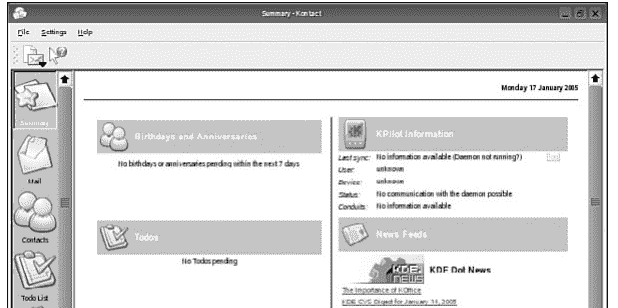 Summary - Kontact
File Settings Help
Monday 17 January 2005
Summary
Mail
Contacts
Todo List
Birthdays and Anniversaries
No birthdays or anniversaries pending within the next 7 days
Todos
No Todos pending
KPilot Information
Last sync: No information available (Daemon not running?)
User: unknown
Device: unknown
Status: No communication with the daemon possible
Conduits: No information available
News Feeds
KDE NEWS
KDE Dot News
The Importance of KOffice
KDE CVS Digest for January 14, 2005